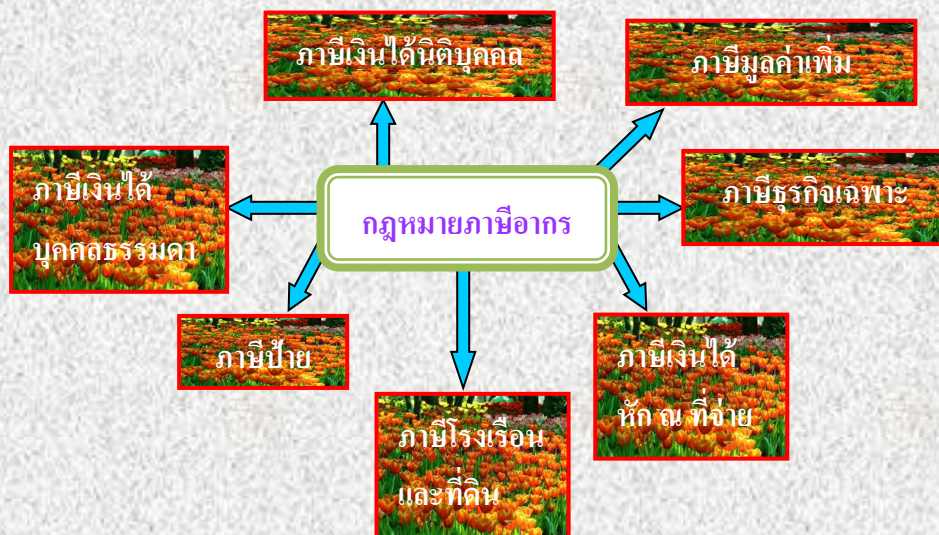 ภาษีเงินได้นิติบุคคล
ภาษีมูลค่าเพิ่ม
ภาษีเงินได้
บุคคลธรรมดา
กฎหมายภาษีอากร
ภาษีธุรกิจเฉพาะ
ภาษีป้าย
ภาษีเงินได้
หัก ณ ที่จ่าย
ภาษีโรงเรือน
และที่ดิน